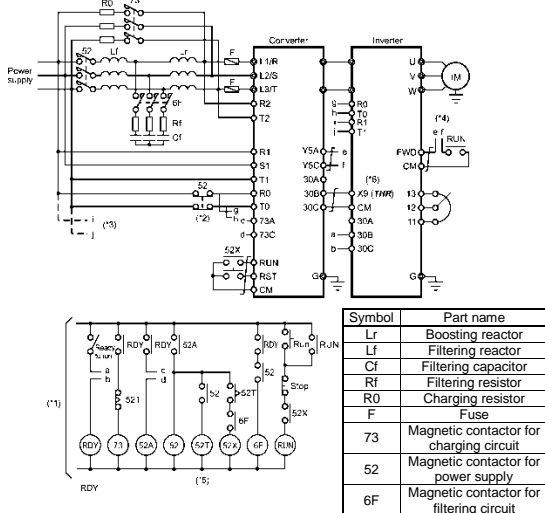 R0
73
Converter
Inverter
52
Lf
Lr
F
L1/R
U
Power
supply
L2/S
V
IM
F
L3/T
W
6F
R2
g
R0
T2
h
T0
(*4)
Rf
i
R1
e f
Cf
j
T1
RUN
R1
Y5A
e
FWD
S1
Y5C
f
CM
T1
30A
(*6)
52
R0
30B
X9 (THR)
13
i
g
T0
30C
CM
12
(*3)
(*2)
h
j
c
73A
30A
11
d
73C
a
30B
52X
b
30C
RUN
RST
G
G
CM
Ready
to run
RDY
RDY
52A
RDY
Run
RUN
a
b
c
d
52
Stop
(*1)
52T
52
52T
6F
52X
RDY
73
52A
52
52T
52X
6F
RUN
(*5)
RDY
Symbol Part name
Lr Boosting reactor
Lf Filtering reactor
Cf Filtering capacitor
Rf Filtering resistor
R0 Charging resistor
F Fuse
73 Magnetic contactor for
charging circuit
52 Magnetic contactor for
power supply
6F Magnetic contactor for
filtering circuit